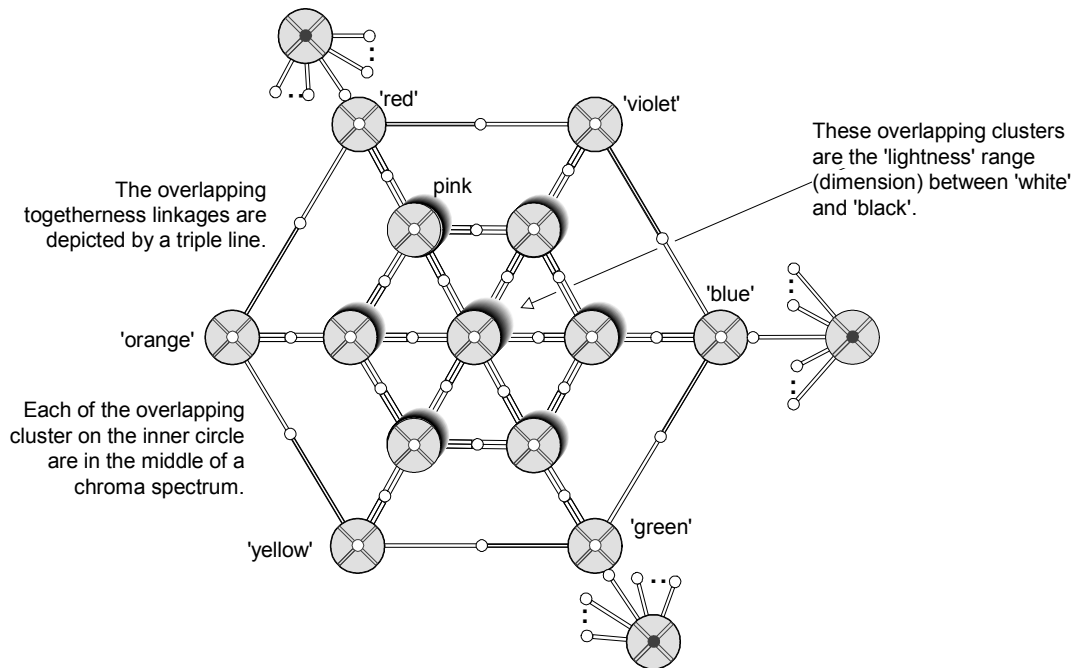 'red'
'violet'
These overlapping clusters
are the 'lightness' range
(dimension) between 'white'
and 'black'.
The overlapping
togetherness linkages are
depicted by a triple line.
pink
'blue'
'orange'
Each of the overlapping
cluster on the inner circle
are in the middle of a
chroma spectrum.
'yellow'
'green'